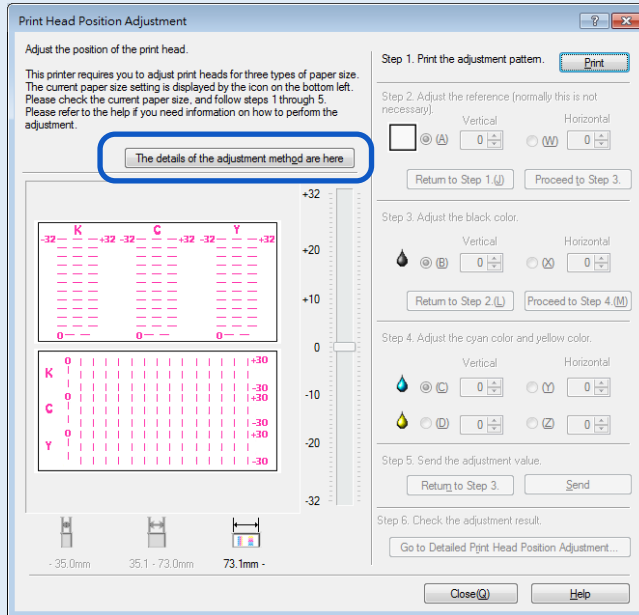 Print Head Position Adjustment
Adjust the position of the print head.
This printer requires you to adjust print heads for three types of paper size.
The current paper size setting is displayed by the icon on the bottom left.
Please check the current paper size, and follow steps 1 through 5.
Please refer to the help if you need information on how to perform the
adjustment.
The details of the adjustment method are here
K C Y
-32 +32 -32 +32 -32 +32
0 0 0
0 +30
K
-30
0 +30
C
-30
0 +30
Y
-30
+32
+20
+10
0
-10
-20
-32
- 35.0mm 35.1 - 73.0mm 73.1mm -
Step 1. Print the adjustment pattern. Print
Step 2. Adjust the reference (normally this is not
necessary).
Vertical Horizontal
(A) 0 (W) 0
Return to Step 1.(J) Proceed to Step 3.
Step 3. Adjust the black color.
Vertical Horizontal
(B) 0 (X) 0
Return to Step 2.(L) Proceed to Step 4.(M)
Step 4. Adjust the cyan color and yellow color.
Vertical Horizontal
(C) 0 (Y) 0
(D) 0 (Z) 0
Step 5. Send the adjustment value.
Return to Step 3. Send
Step 6. Check the adjustment result.
Go to Detailed Print Head Position Adjustment...
Close(Q) Help